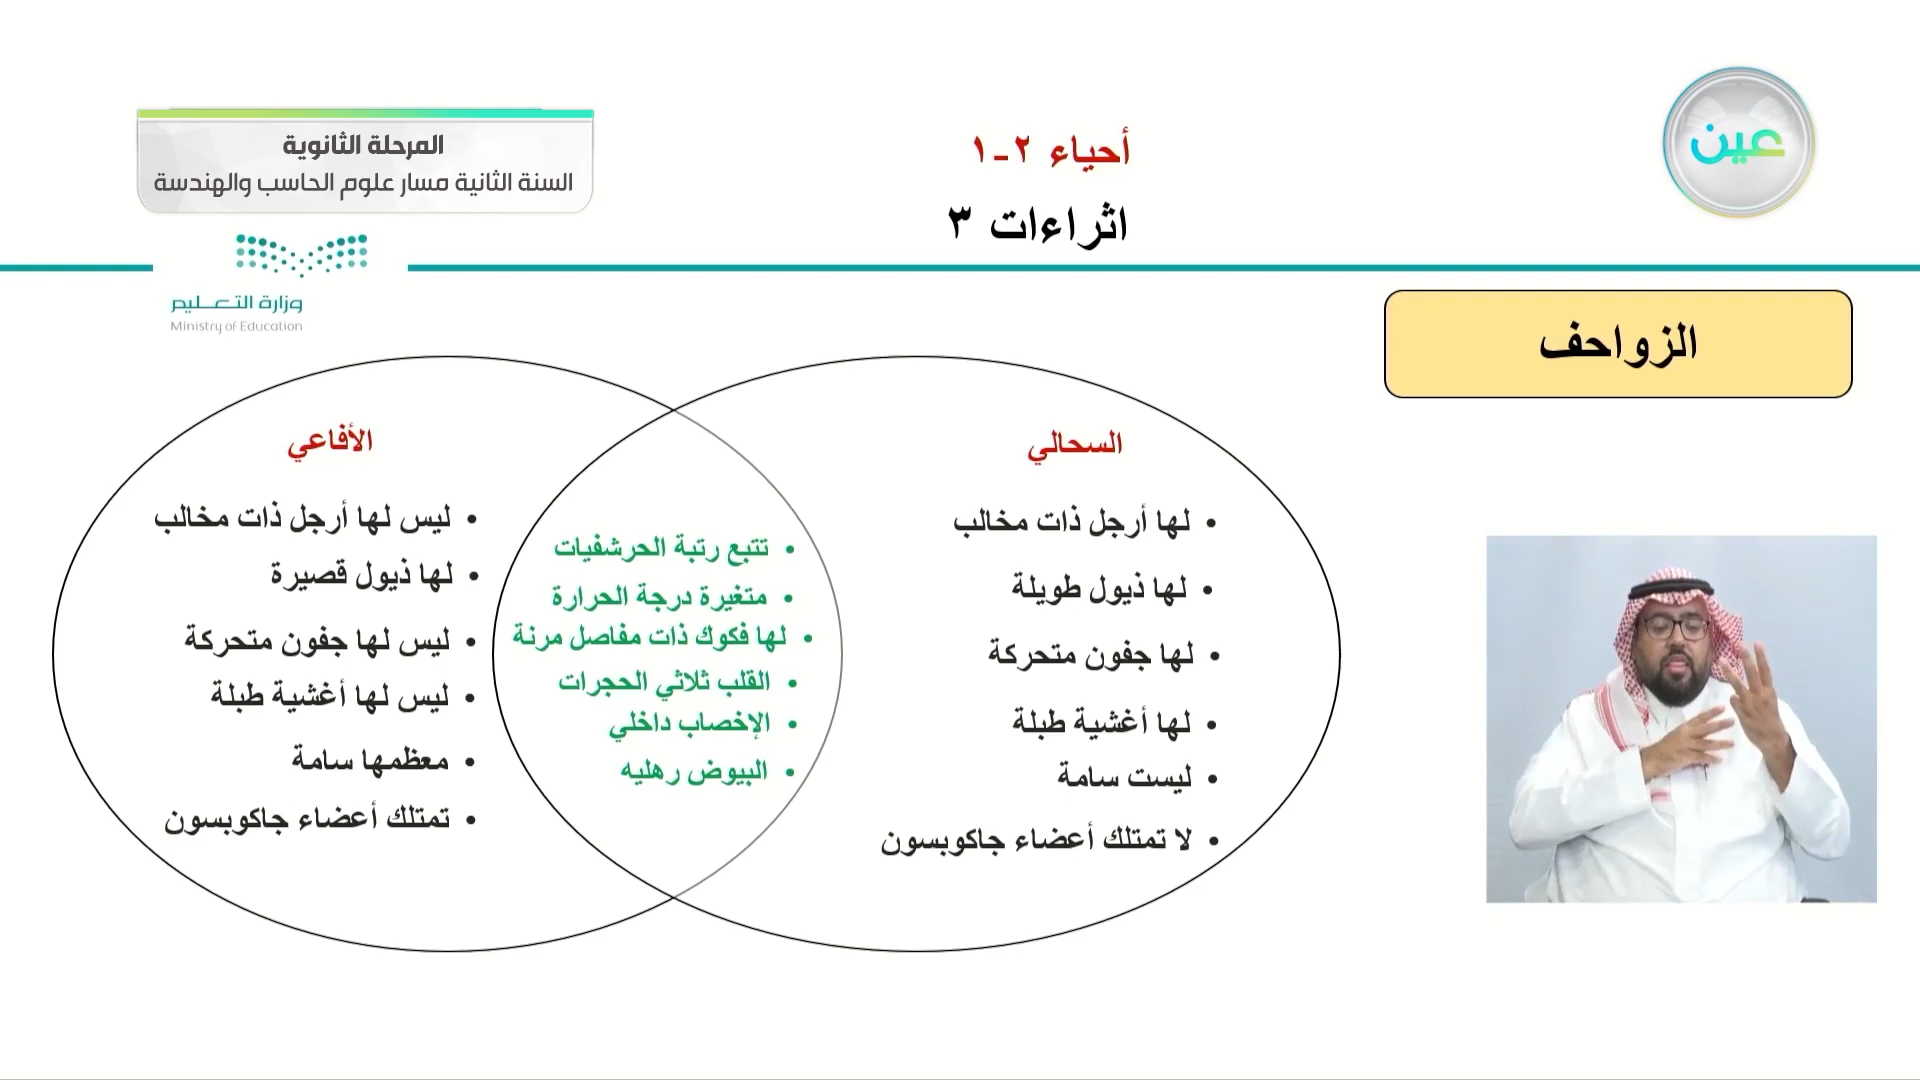 عين
أحياء ٢-١
اثراءات ٣
المرحلة الثانوية
السنة الثانية مسار علوم الحاسب والهندسة
وزارة التعليم
Ministry of Education
الزواحف
السحالي
• لها أرجل ذات مخالب
• لها ذيول طويلة
• لها جفون متحركة
• لها أغشية طبلة
• ليست سامة
• لا تمتلك أعضاء جاكوبسون
• تتبع رتبة الحرشفيات
• متغيرة درجة الحرارة
• لها فكوك ذات مفاصل مرنة
• القلب ثلاثي الحجرات
• الإخصاب داخلي
• البيوض رهليه
الأفاعي
• ليس لها أرجل ذات مخالب
• لها ذيول قصيرة
• ليس لها جفون متحركة
• ليس لها أغشية طبلة
• معظمها سامة
• تمتلك أعضاء جاكوبسون